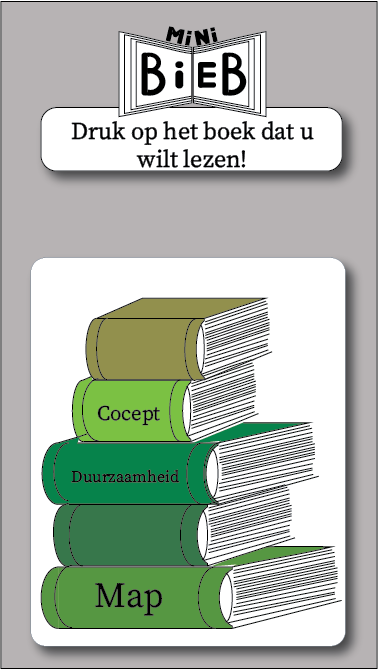 MiNi
BiEB
Druk op het boek dat u
wilt lezen!
Cocept
Duurzaamheid
Map